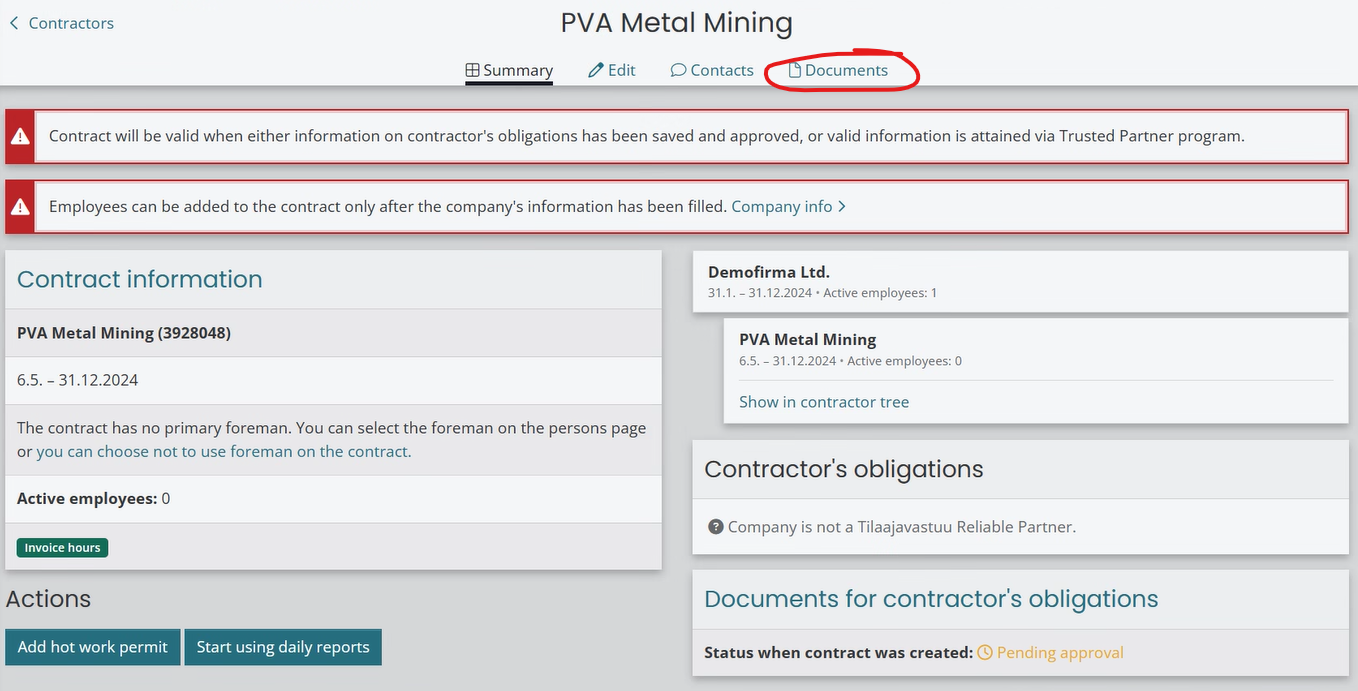 Contractors
PVA Metal Mining
Summary Edit Contacts Documents
Contract will be valid when either information on contractor's obligations has been saved and approved, or valid information is attained via Trusted Partner program.
Employees can be added to the contract only after the company's information has been filled. Company info
Contract information
PVA Metal Mining (3928048)
6.5. – 31.12.2024
The contract has no primary foreman. You can select the foreman on the persons page
or you can choose not to use foreman on the contract.
Active employees: 0
Invoice hours
Actions
Add hot work permit Start using daily reports
Demofirma Ltd.
31.1. – 31.12.2024 • Active employees: 1
PVA Metal Mining
6.5. – 31.12.2024 • Active employees: 0
Show in contractor tree
Contractor's obligations
Company is not a Tilaajavastuu Reliable Partner.
Documents for contractor's obligations
Status when contract was created: Pending approval